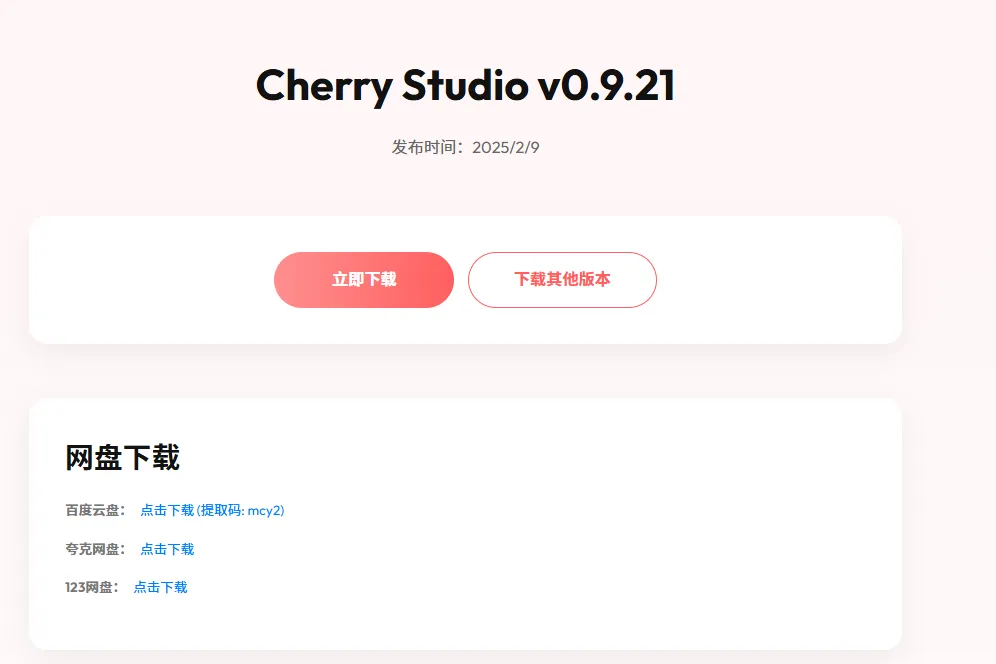 Cherry Studio v0.9.21
发布时间：2025/2/9
立即下载 下载其他版本
网盘下载
百度云盘： 点击下载 (提取码: mcy2)
夸克网盘： 点击下载
123网盘： 点击下载